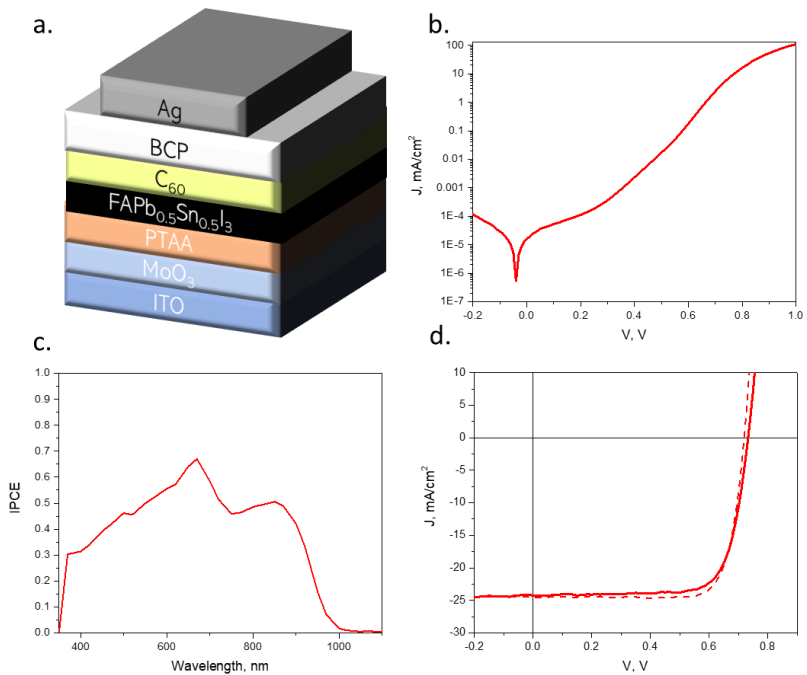 a.
Ag
BCP
C₆₀
FAPb₀.₅Sn₀.₅I₃
PTAA
MoO₃
ITO
b.
100
10
1
0.1
0.01
0.001
1E-4
1E-5
1E-6
1E-7
J, mA/cm²
-0.2
0.0
0.2
0.4
0.6
0.8
1.0
V, V
c.
1.0
0.9
0.8
0.7
0.6
0.5
0.4
0.3
0.2
0.1
0.0
IPCE
400
600
800
1000
Wavelength, nm
d.
10
5
0
-5
-10
-15
-20
-25
-30
J, mA/cm²
-0.2
0.0
0.2
0.4
0.6
0.8
V, V